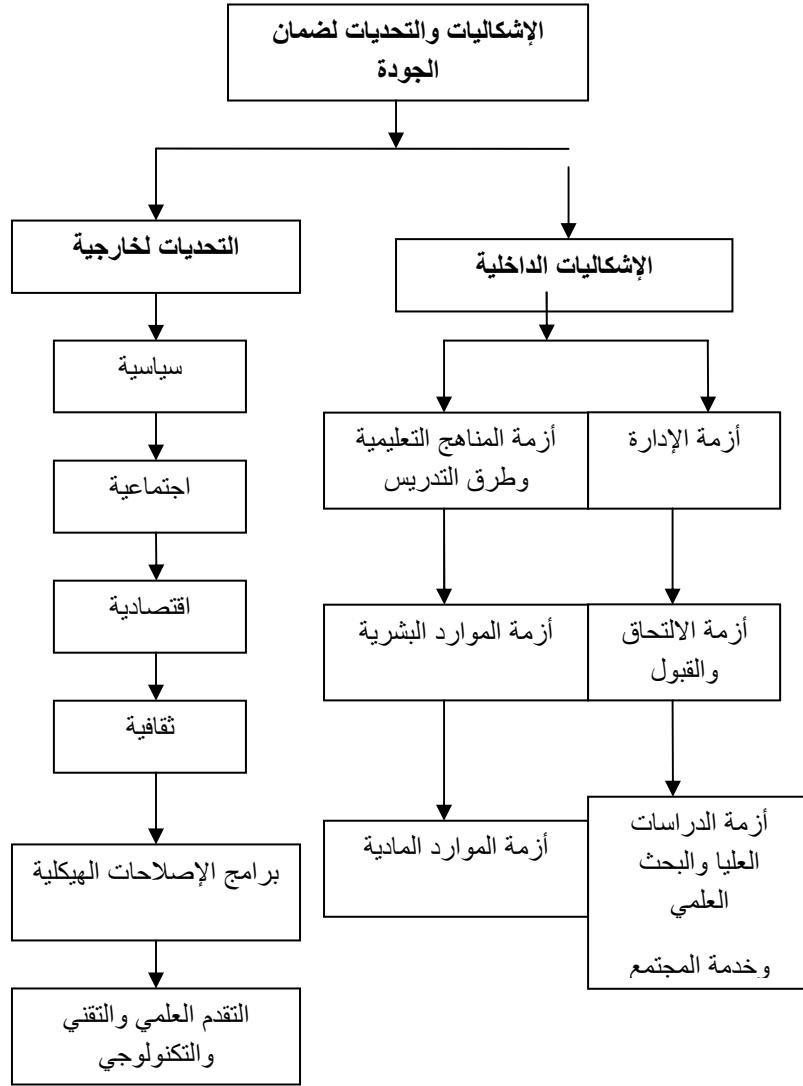 الإشكاليات والتحديات لضمان
الجودة
الإشكاليات الداخلية
أزمة الإدارة
أزمة الالتحاق
والقبول
أزمة الدراسات
العليا والبحث
العلمي
وخدمة المجتمع
أزمة المناهج التعليمية
وطرق التدريس
أزمة الموارد البشرية
أزمة الموارد المادية
التحديات لخارجية
سياسية
اجتماعية
اقتصادية
ثقافية
برامج الإصلاحات الهيكلية
التقدم العلمي والتقني
والتكنولوجي